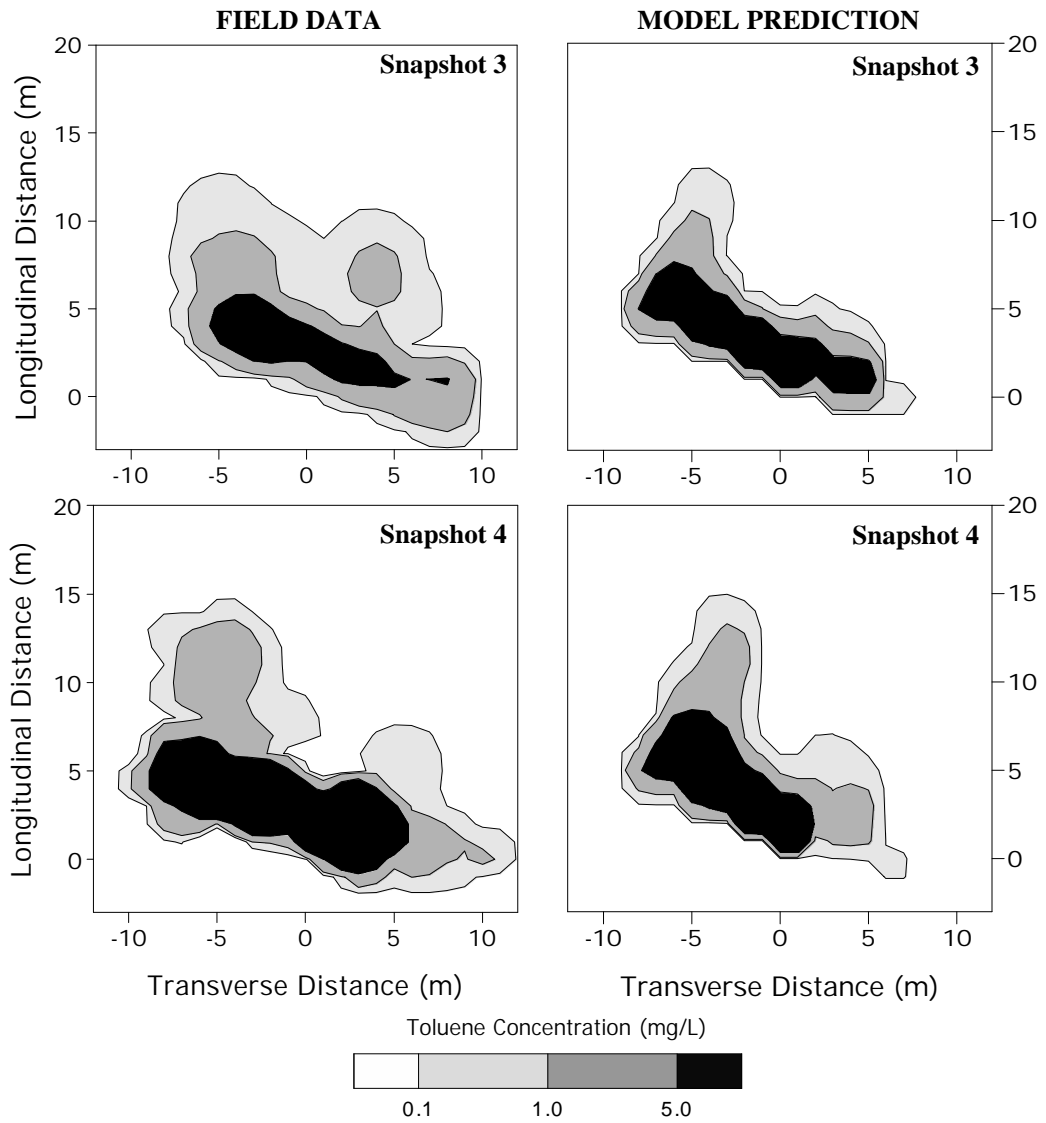 FIELD DATA
MODEL PREDICTION
Snapshot 3
Snapshot 3
Longitudinal Distance (m)
20
15
10
5
0
20
15
10
5
0
-10 -5 0 5 10
-10 -5 0 5 10
Snapshot 4
Snapshot 4
Longitudinal Distance (m)
20
15
10
5
0
20
15
10
5
0
-10 -5 0 5 10
-10 -5 0 5 10
Transverse Distance (m)
Transverse Distance (m)
Toluene Concentration (mg/L)
0.1 1.0 5.0